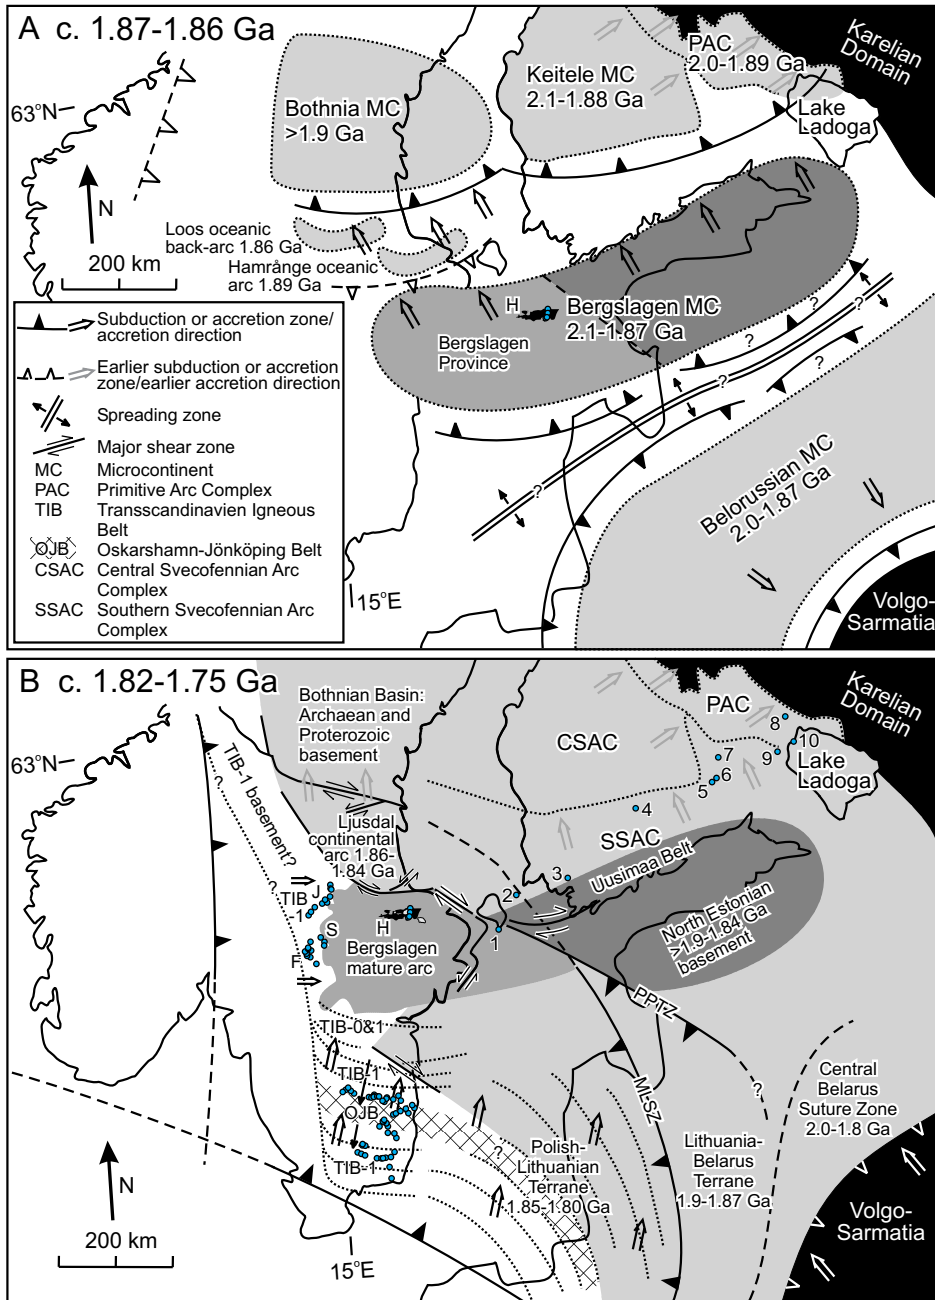 A c. 1.87-1.86 Ga
63°N
N
200 km
Bothnia MC
>1.9 Ga
Keitele MC
2.1-1.88 Ga
PAC
2.0-1.89 Ga
Karelian
Domain
Lake
Ladoga
Loos oceanic
back-arc 1.86 Ga
Hamrånge oceanic
arc 1.89 Ga
H
Bergslagen MC
2.1-1.87 Ga
Bergslagen
Province
?
?
?
?
?
?
Belorussian MC
2.0-1.87 Ga
Volgo-
Sarmatia
15°E
Subduction or accretion zone/
accretion direction
Earlier subduction or accretion
zone/earlier accretion direction
Spreading zone
Major shear zone
MC Microcontinent
PAC Primitive Arc Complex
TIB Transscandinavien Igneous
Belt
OJB Oskarshamn-Jönköping Belt
CSAC Central Svecofennian Arc
Complex
SSAC Southern Svecofennian Arc
Complex
B c. 1.82-1.75 Ga
63°N
Bothnian Basin:
Archaean and
Proterozoic
basement
TIB-1 basement?
?
?
CSAC
PAC
Karelian
Domain
8
10
7
9
Lake
Ladoga
6
5
4
SSAC
Ljusdal
continental
arc 1.86-
1.84 Ga
Uusimaa Belt
3
2
1
J
TIB
-1
S
F
H
Bergslagen
mature arc
North Estonian
>1.9-1.84 Ga
basement
PPTZ
MLSZ
?
TIB-0&1
TIB-1
OJB
TIB-1
?
Polish-
Lithuanian
Terrane
1.85-1.80 Ga
Lithuania-
Belarus
Terrane
1.9-1.87 Ga
Central
Belarus
Suture Zone
2.0-1.8 Ga
Volgo-
Sarmatia
N
200 km
15°E